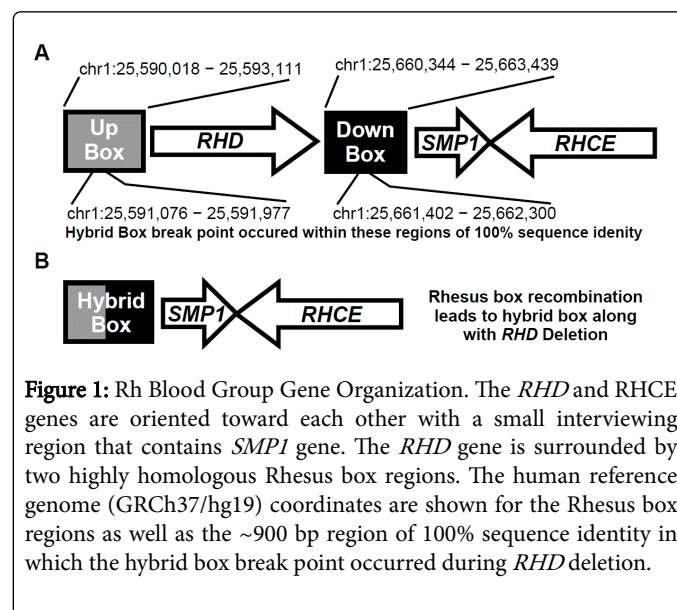 A
chr1:25,590,018 – 25,593,111
chr1:25,660,344 – 25,663,439
Up Box
RHD
Down Box
SMP1
RHCE
chr1:25,591,076 – 25,591,977
chr1:25,661,402 – 25,662,300
Hybrid Box break point occured within these regions of 100% sequence idenity
B
Hybrid Box
SMP1
RHCE
Rhesus box recombination
leads to hybrid box along
with RHD Deletion
Figure 1: Rh Blood Group Gene Organization. The RHD and RHCE
genes are oriented toward each other with a small interviewing
region that contains SMP1 gene. The RHD gene is surrounded by
two highly homologous Rhesus box regions. The human reference
genome (GRCh37/hg19) coordinates are shown for the Rhesus box
regions as well as the ~900 bp region of 100% sequence identity in
which the hybrid box break point occurred during RHD deletion.